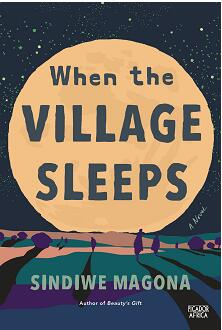 When the
VILLAGE
SLEEPS
A Novel
SINDIWE MAGONA
Author of Beauty's Gift
PICADOR
AFRICA